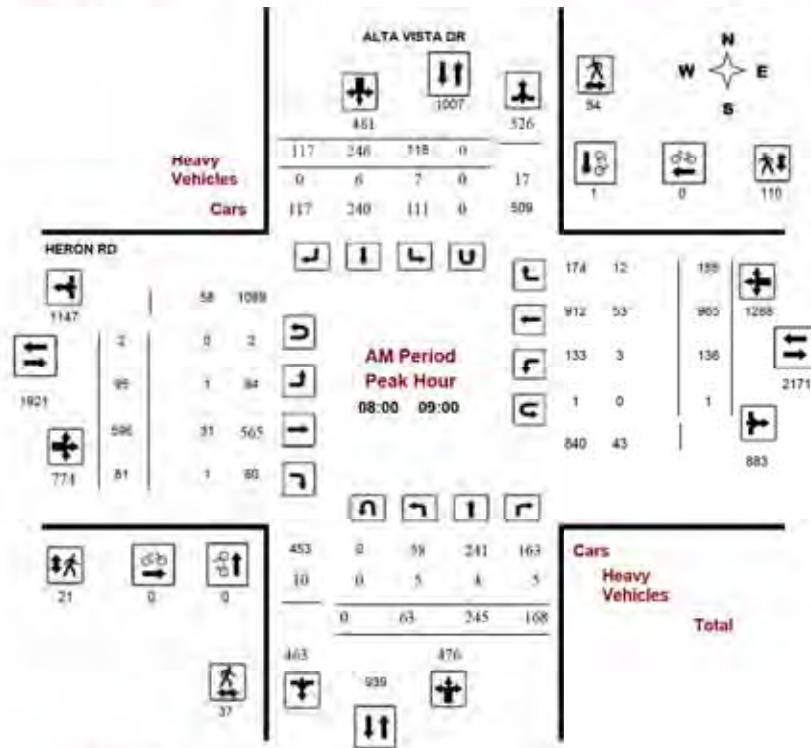 ALTA VISTA DR
N
W E
S
1007
481 526
94
117 246 118 0
Heavy
Vehicles
0 6 7 0 17
1 0 110
Cars
117 240 111 0 509
HERON RD
174 12 186
1147
58 1089
912 53 965 1288
2 0 2
AM Period
Peak Hour
08:00 09:00
133 3 136
2171
1921
95 1 94
1 0 1
596 31 565
840 43
883
774
81 1 80
453 0 58 241 163
Cars
10 0 5 4 5
Heavy
Vehicles
21 0 0
0 63 245 168
Total
463 476
939
37